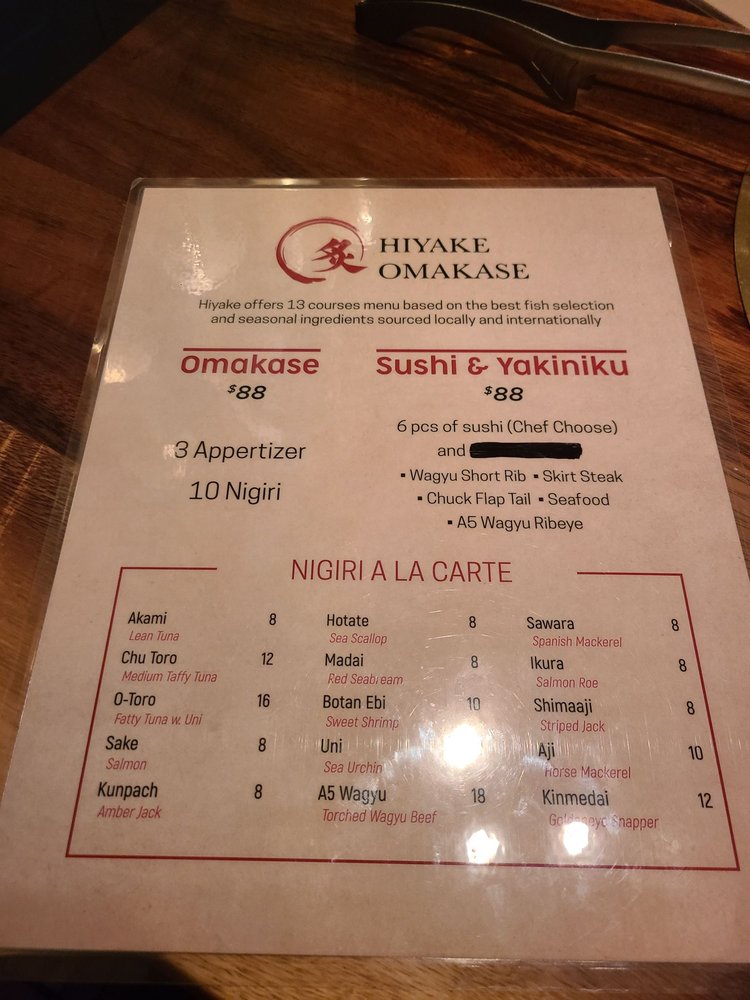 炙
HIYAKE
OMAKASE
Hiyake offers 13 courses menu based on the best fish selection
and seasonal ingredients sourced locally and internationally
Omakase
$88
3 Appertizer
10 Nigiri
Sushi & Yakiniku
$88
6 pcs of sushi (Chef Choose)
and
▪ Wagyu Short Rib ▪ Skirt Steak
▪ Chuck Flap Tail ▪ Seafood
▪ A5 Wagyu Ribeye
NIGIRI A LA CARTE
Akami 8
Lean Tuna
Chu Toro 12
Medium Taffy Tuna
O-Toro 16
Fatty Tuna w. Uni
Sake 8
Salmon
Kunpach 8
Amber Jack
Hotate 8
Sea Scallop
Madai 8
Red Seabream
Botan Ebi 10
Sweet Shrimp
Uni
Sea Urchin
A5 Wagyu 18
Torched Wagyu Beef
Sawara 8
Spanish Mackerel
Ikura 8
Salmon Roe
Shimaaji 8
Striped Jack
Aji 10
Horse Mackerel
Kinmedai 12
Goldeneye Snapper